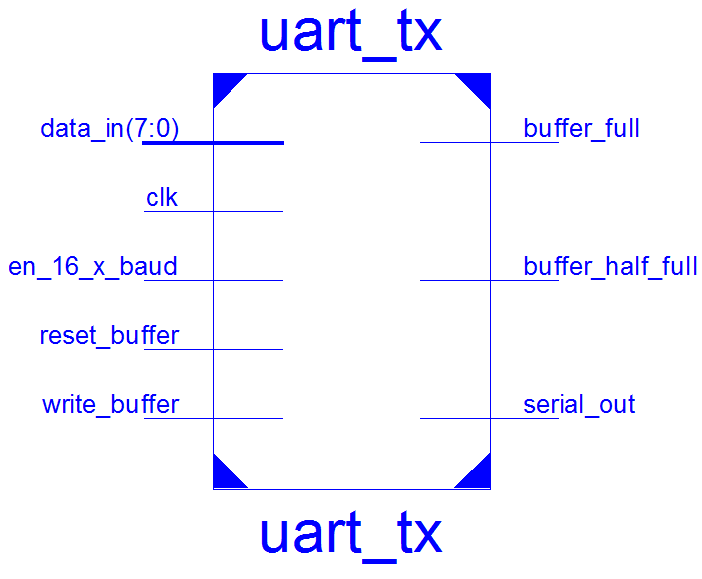 uart_tx
data_in(7:0)
buffer_full
clk
en_16_x_baud
buffer_half_full
reset_buffer
write_buffer
serial_out
uart_tx